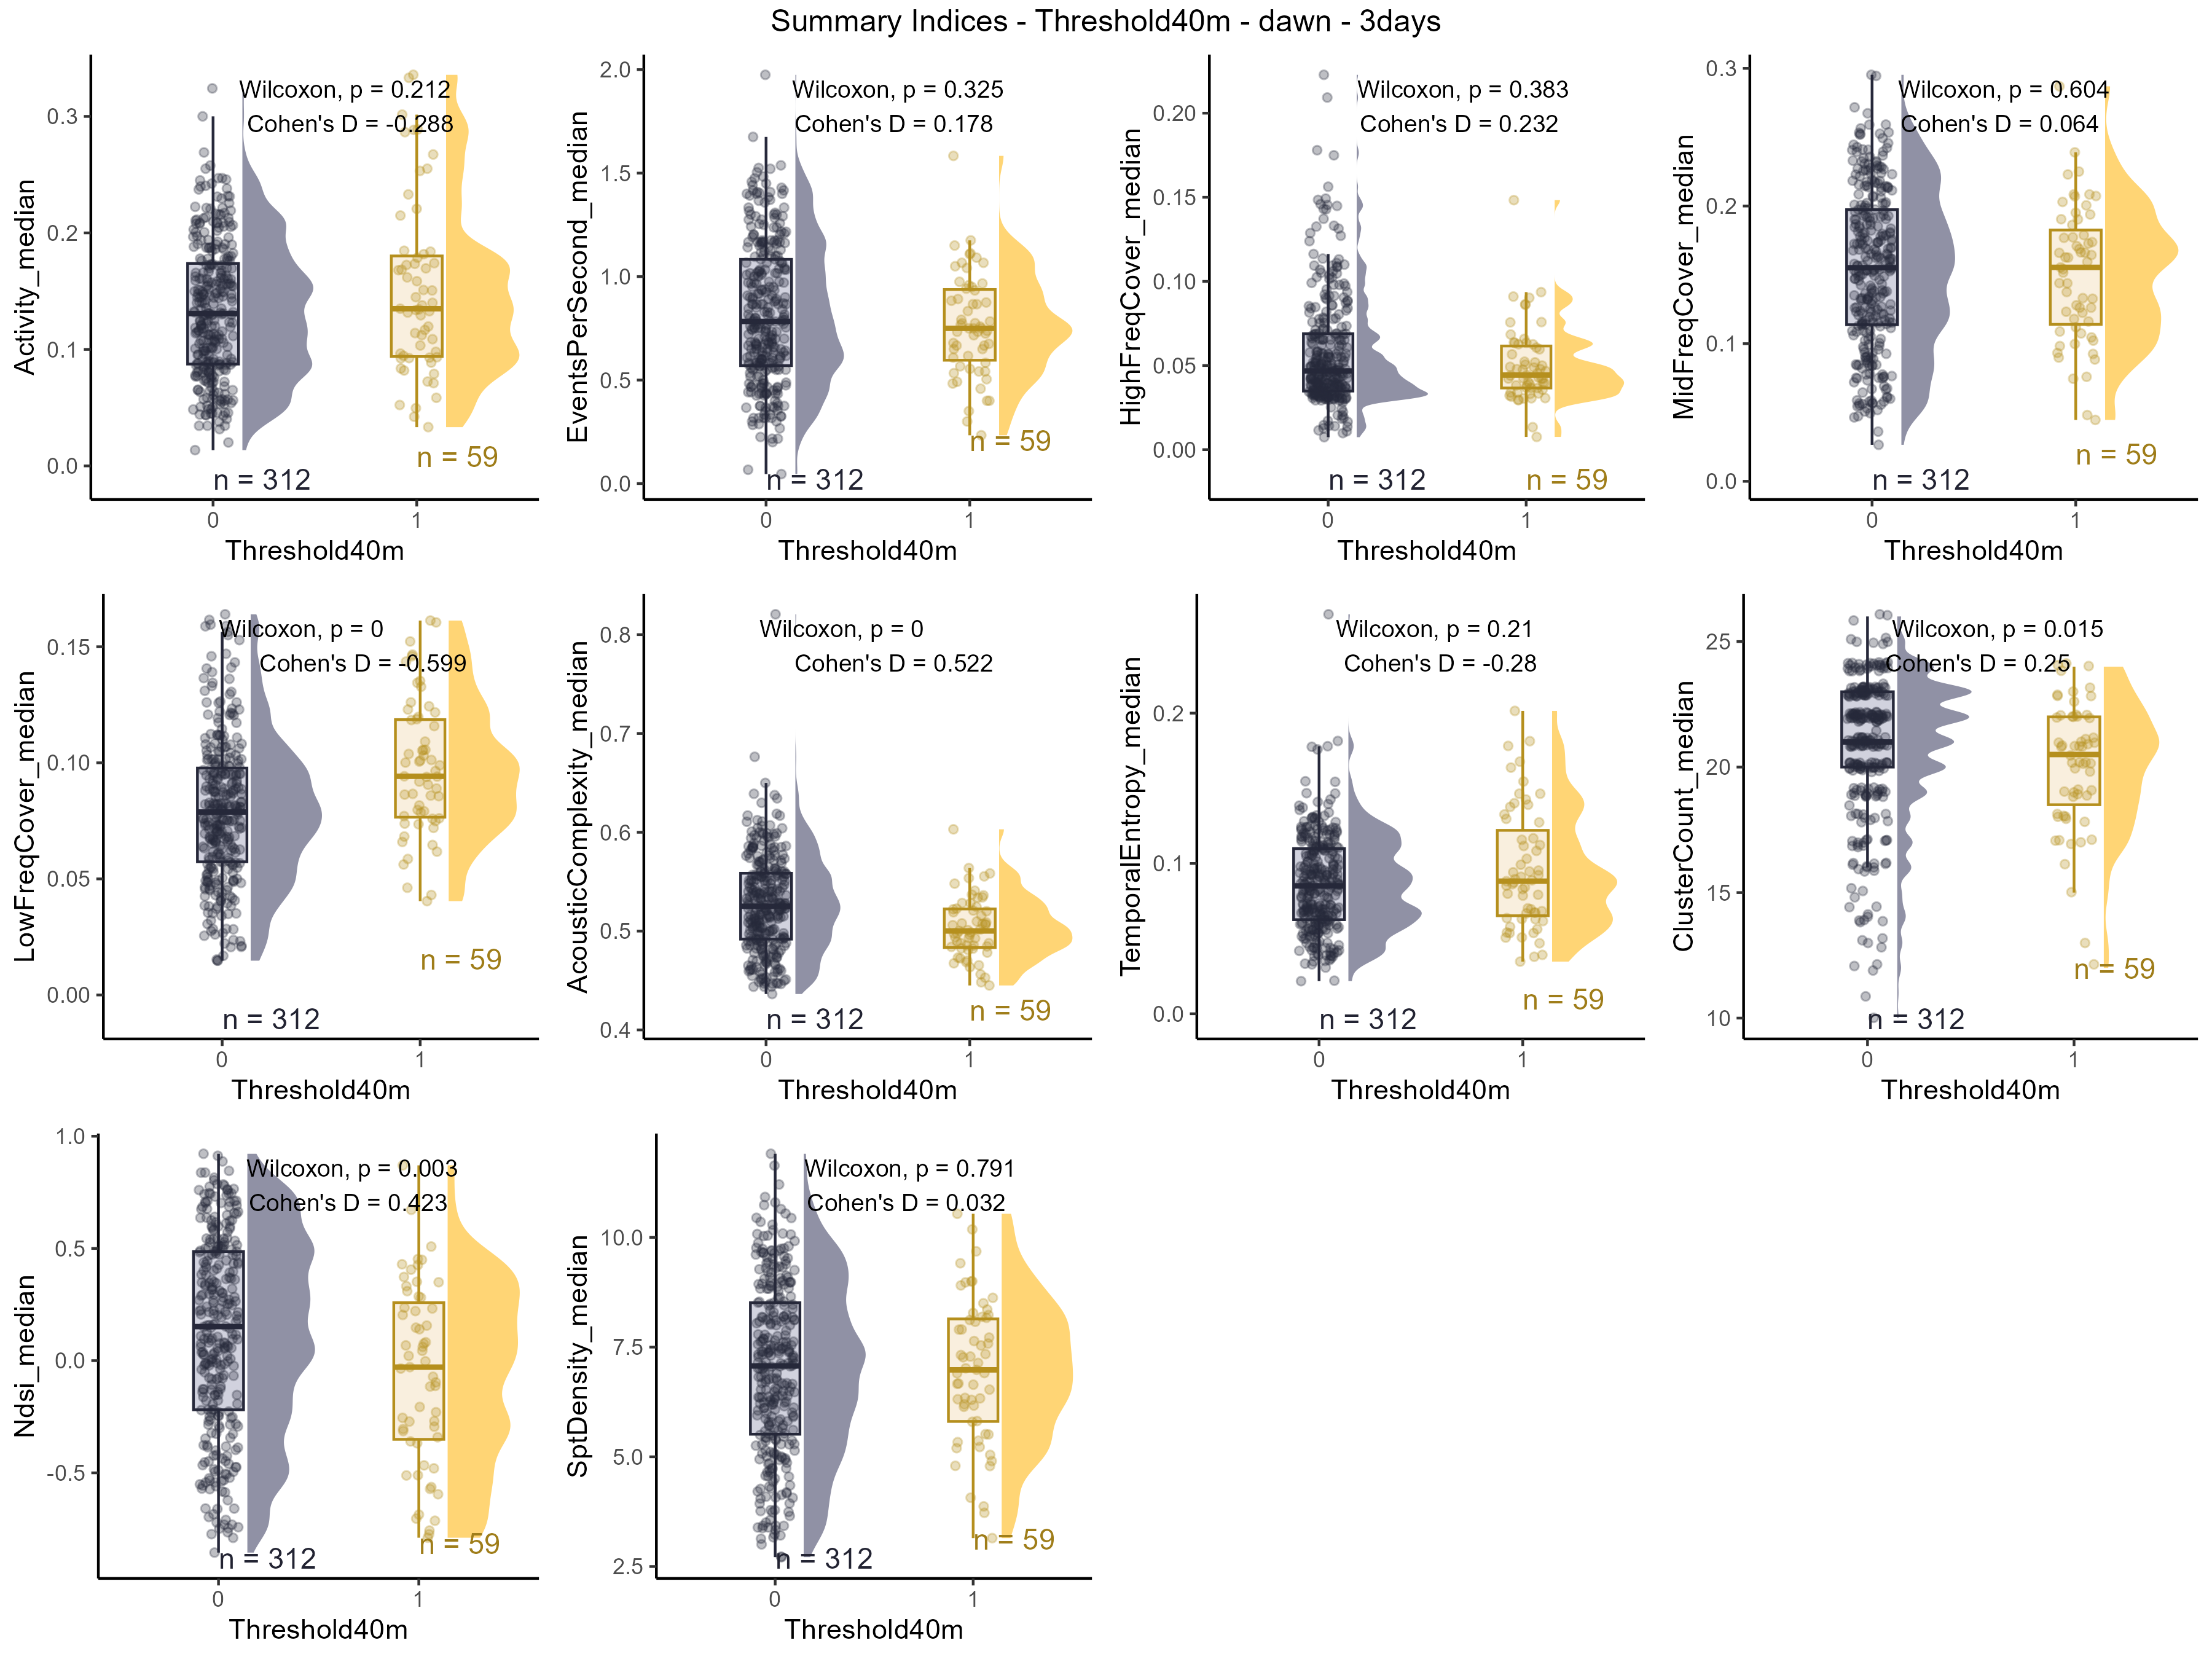 Summary Indices - Threshold40m - dawn - 3days
Activity_median
0.3
0.2
0.1
0.0
Wilcoxon, p = 0.212
Cohen's D = -0.288
n = 312
n = 59
0
1
Threshold40m
EventsPerSecond_median
2.0
1.5
1.0
0.5
0.0
Wilcoxon, p = 0.325
Cohen's D = 0.178
n = 312
n = 59
0
1
Threshold40m
HighFreqCover_median
0.20
0.15
0.10
0.05
0.00
Wilcoxon, p = 0.383
Cohen's D = 0.232
n = 312
n = 59
0
1
Threshold40m
MidFreqCover_median
0.3
0.2
0.1
0.0
Wilcoxon, p = 0.604
Cohen's D = 0.064
n = 312
n = 59
0
1
Threshold40m
LowFreqCover_median
0.15
0.10
0.05
0.00
Wilcoxon, p = 0
Cohen's D = -0.599
n = 312
n = 59
0
1
Threshold40m
AcousticComplexity_median
0.8
0.7
0.6
0.5
0.4
Wilcoxon, p = 0
Cohen's D = 0.522
n = 312
n = 59
0
1
Threshold40m
TemporalEntropy_median
0.2
0.1
0.0
Wilcoxon, p = 0.21
Cohen's D = -0.28
n = 312
n = 59
0
1
Threshold40m
ClusterCount_median
25
20
15
10
Wilcoxon, p = 0.015
Cohen's D = 0.25
n = 312
n = 59
0
1
Threshold40m
Ndsi_median
1.0
0.5
0.0
-0.5
Wilcoxon, p = 0.003
Cohen's D = 0.423
n = 312
n = 59
0
1
Threshold40m
SptDensity_median
10.0
7.5
5.0
2.5
Wilcoxon, p = 0.791
Cohen's D = 0.032
n = 312
n = 59
0
1
Threshold40m